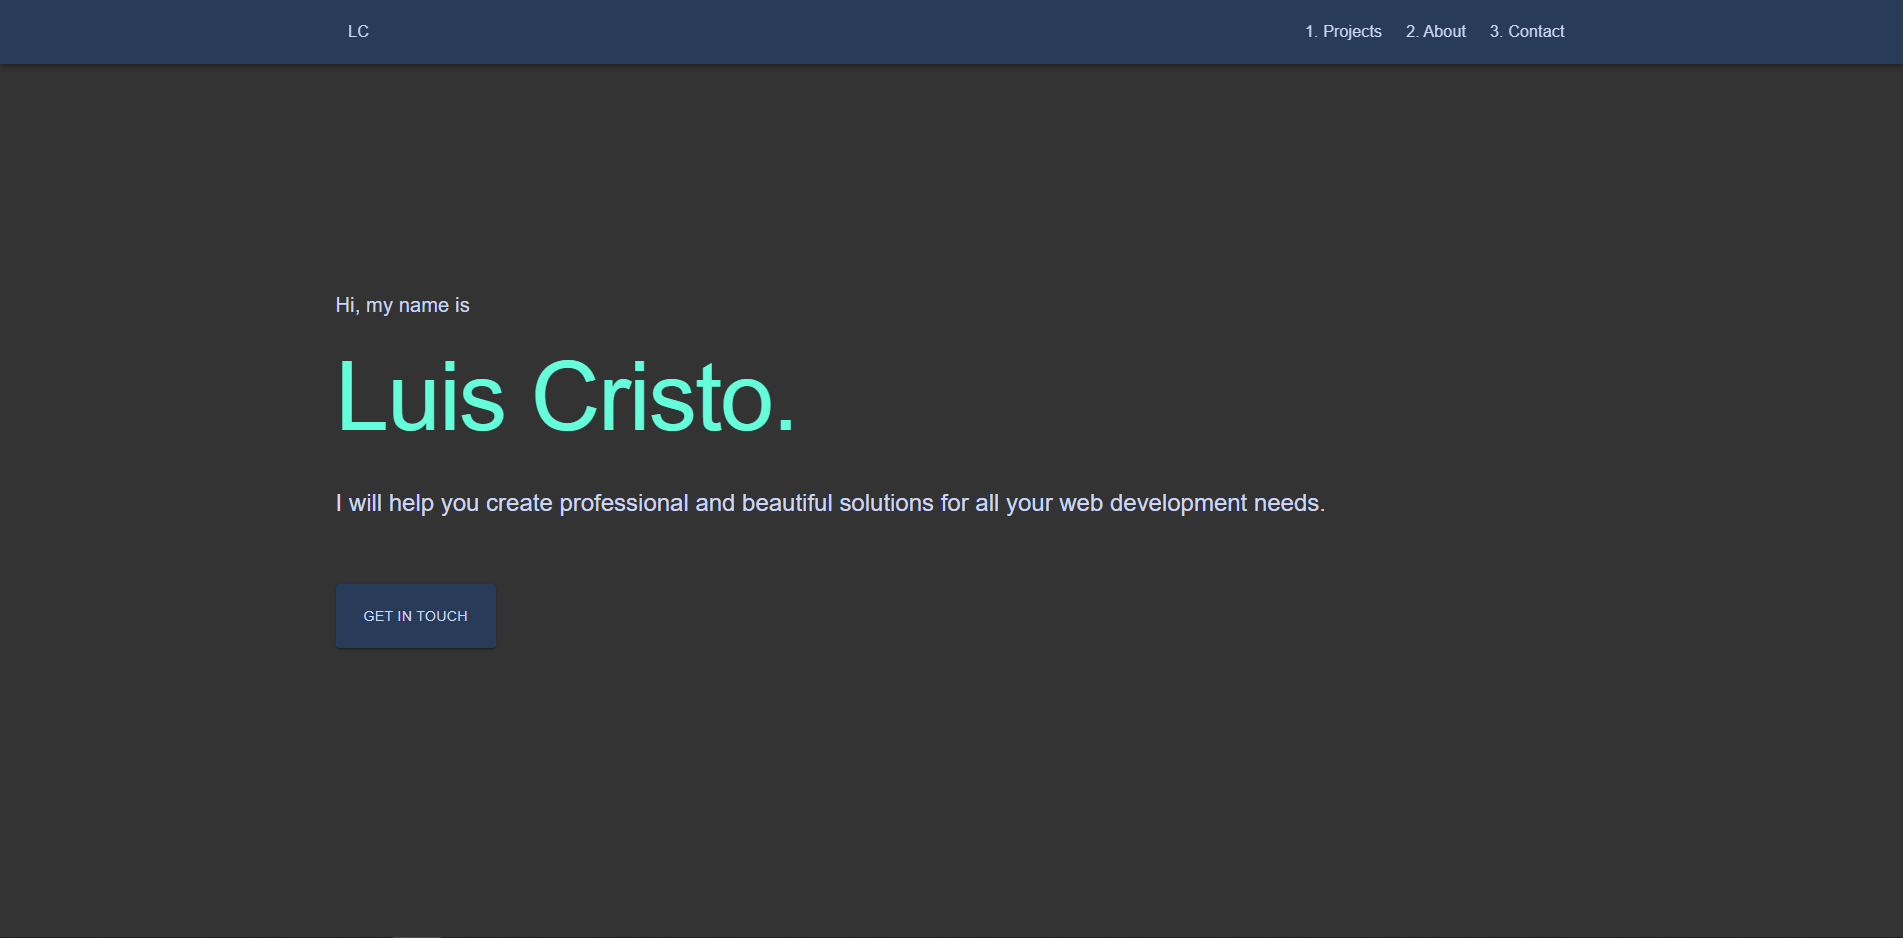 LC
1. Projects 2. About 3. Contact
Hi, my name is
Luis Cristo.
I will help you create professional and beautiful solutions for all your web development needs.
GET IN TOUCH